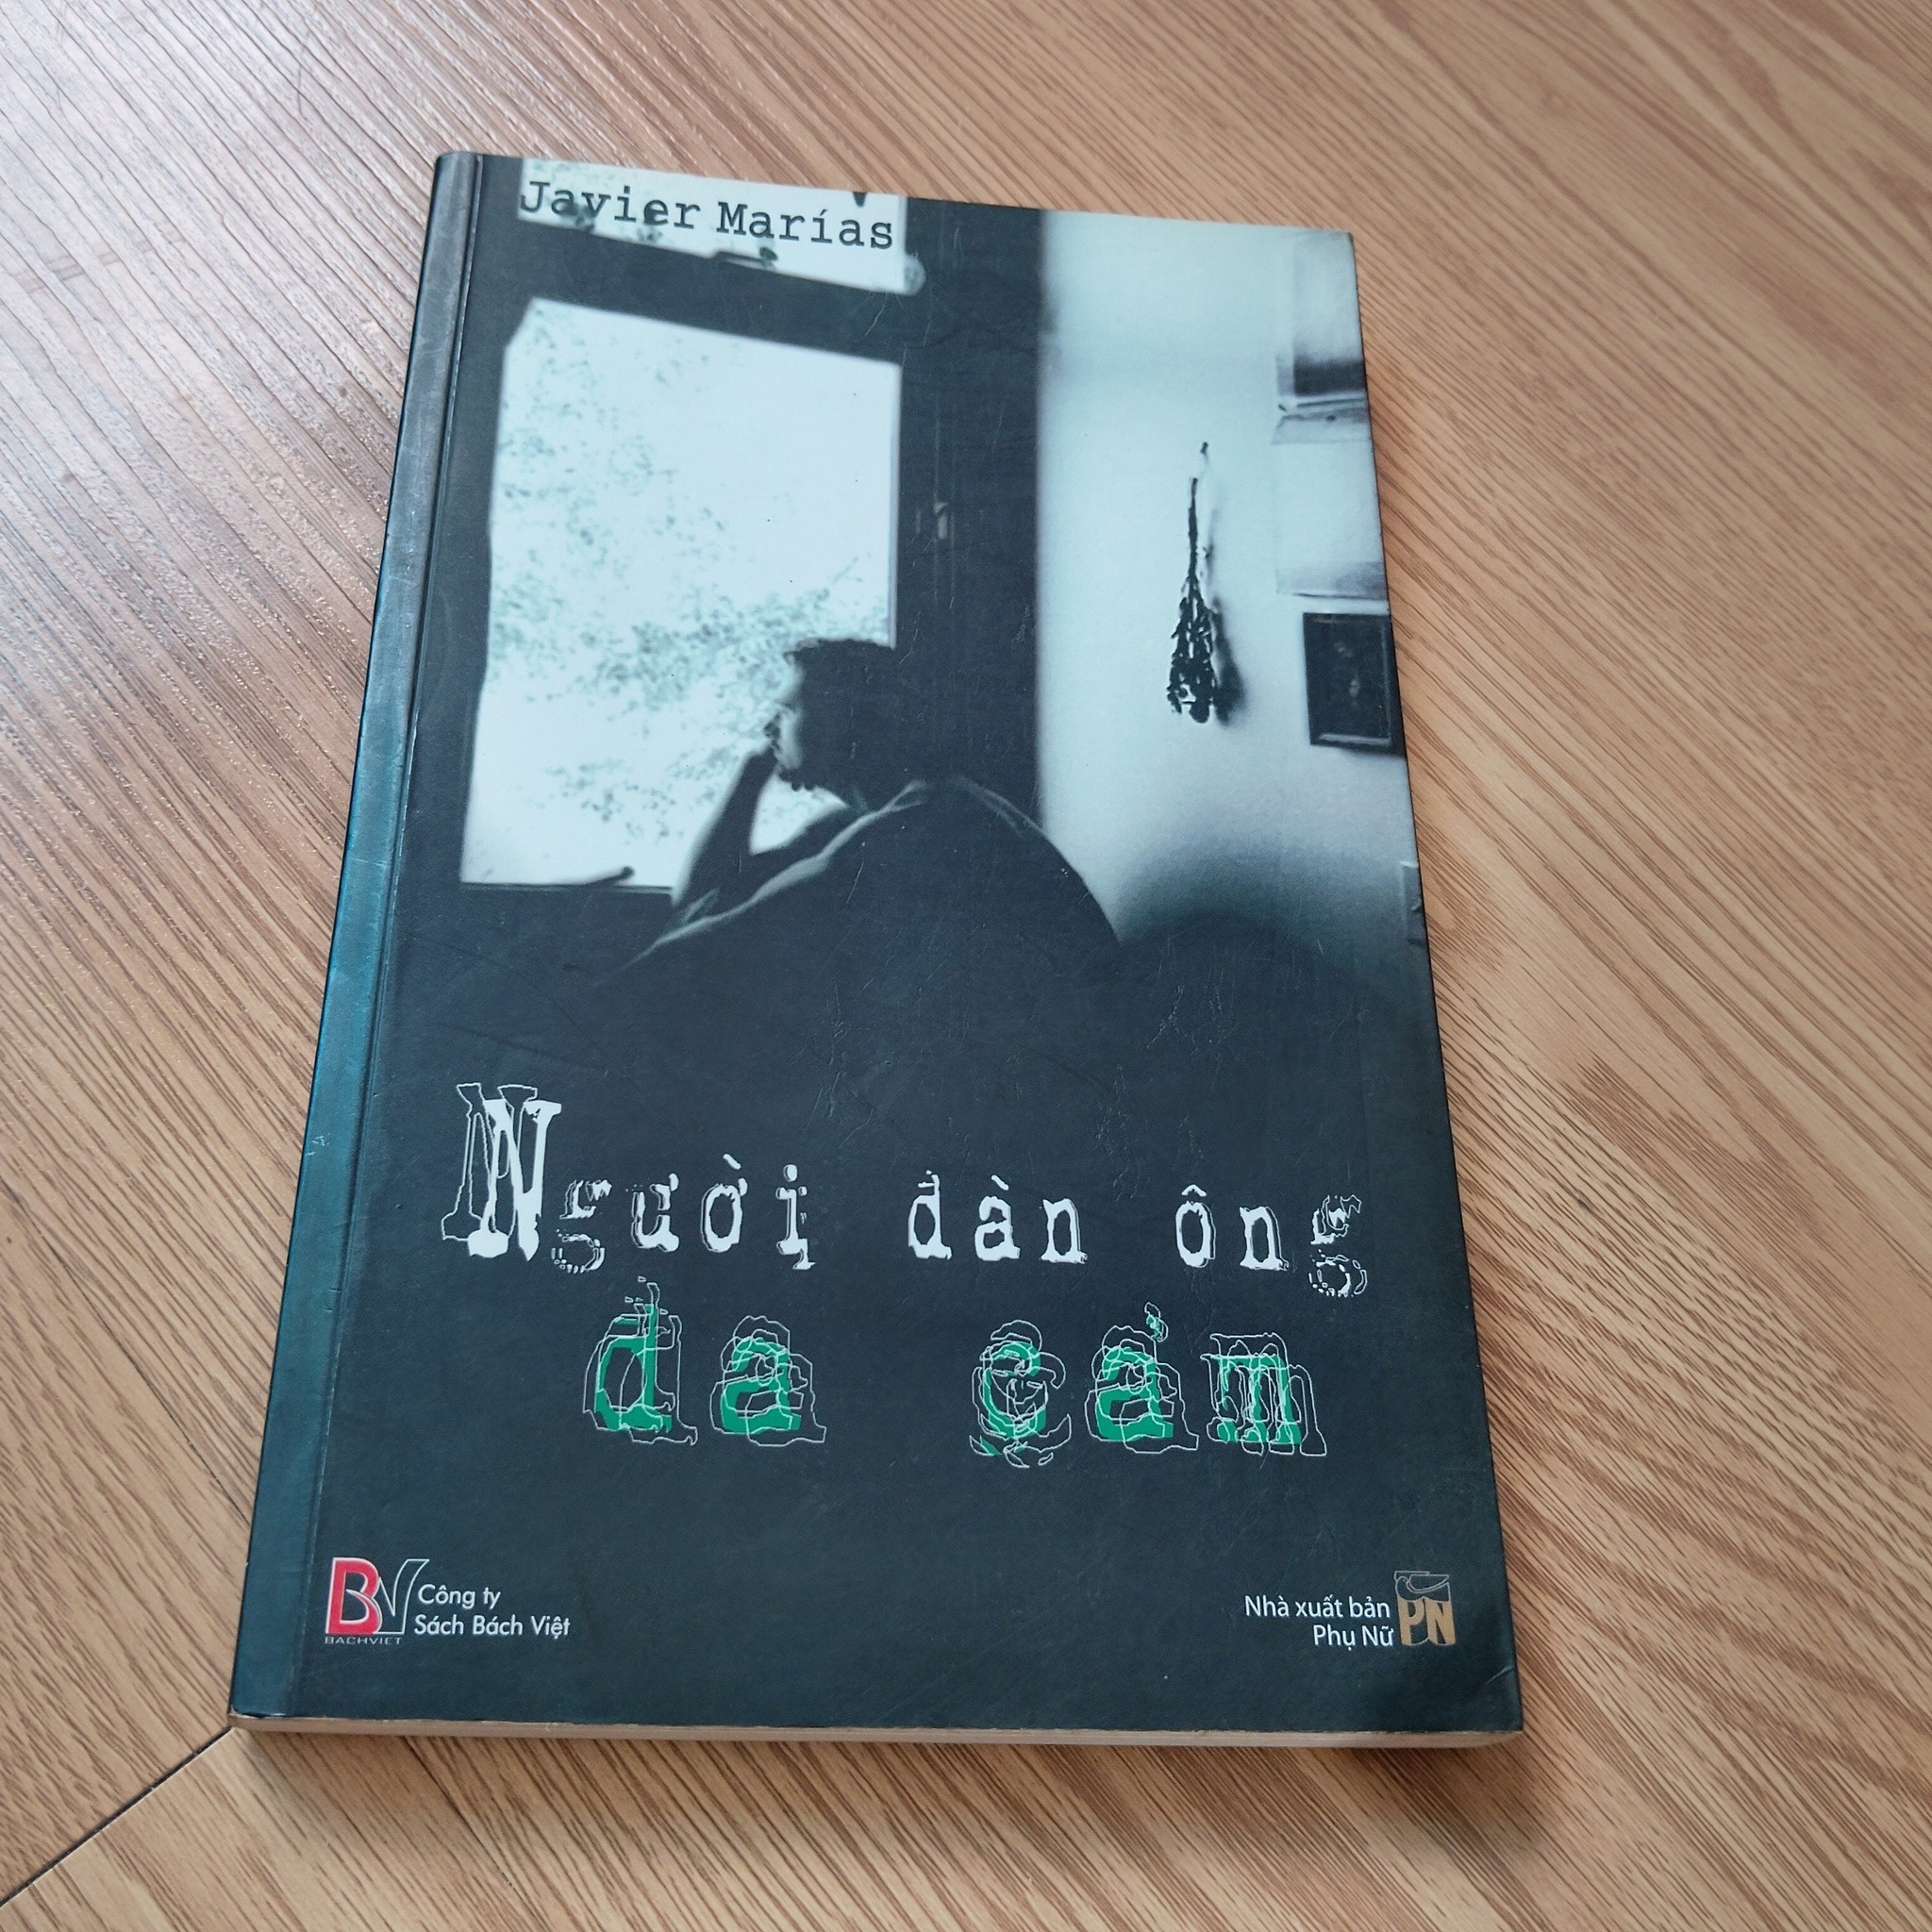 Javier Marías
Người đàn ông
đa cảm
BV
BACHVIET
Công ty
Sách Bách Việt
Nhà xuất bản
Phụ Nữ
PN